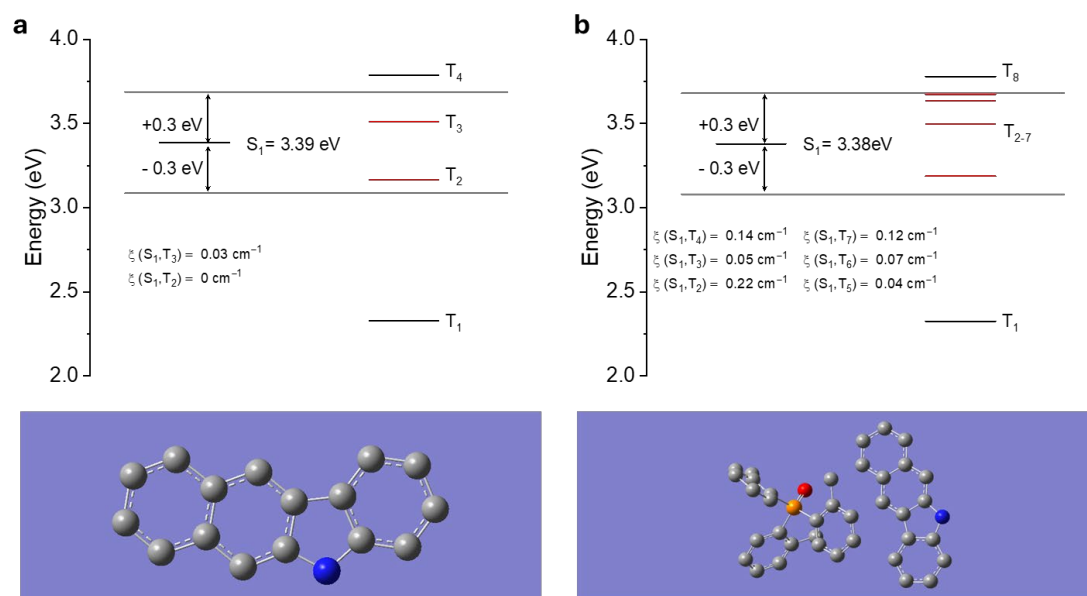 a
4.0
3.5
3.0
2.5
2.0
Energy (eV)
+0.3 eV
- 0.3 eV
S₁= 3.39 eV
T₄
T₃
T₂
T₁
ξ (S₁,T₃) = 0.03 cm⁻¹
ξ (S₁,T₂) = 0 cm⁻¹
b
4.0
3.5
3.0
2.5
2.0
Energy (eV)
+0.3 eV
- 0.3 eV
S₁= 3.38eV
T₈
T₂₋₇
T₁
ξ (S₁,T₄) = 0.14 cm⁻¹ ξ (S₁,T₇) = 0.12 cm⁻¹
ξ (S₁,T₃) = 0.05 cm⁻¹ ξ (S₁,T₆) = 0.07 cm⁻¹
ξ (S₁,T₂) = 0.22 cm⁻¹ ξ (S₁,T₅) = 0.04 cm⁻¹